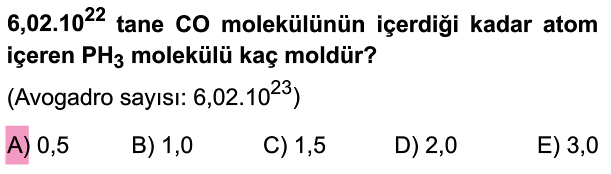 6,02.10²² tane CO molekülünün içerdiği kadar atom
içeren PH₃ molekülü kaç moldür?
(Avogadro sayısı: 6,02.10²³)
A) 0,5 B) 1,0 C) 1,5 D) 2,0 E) 3,0